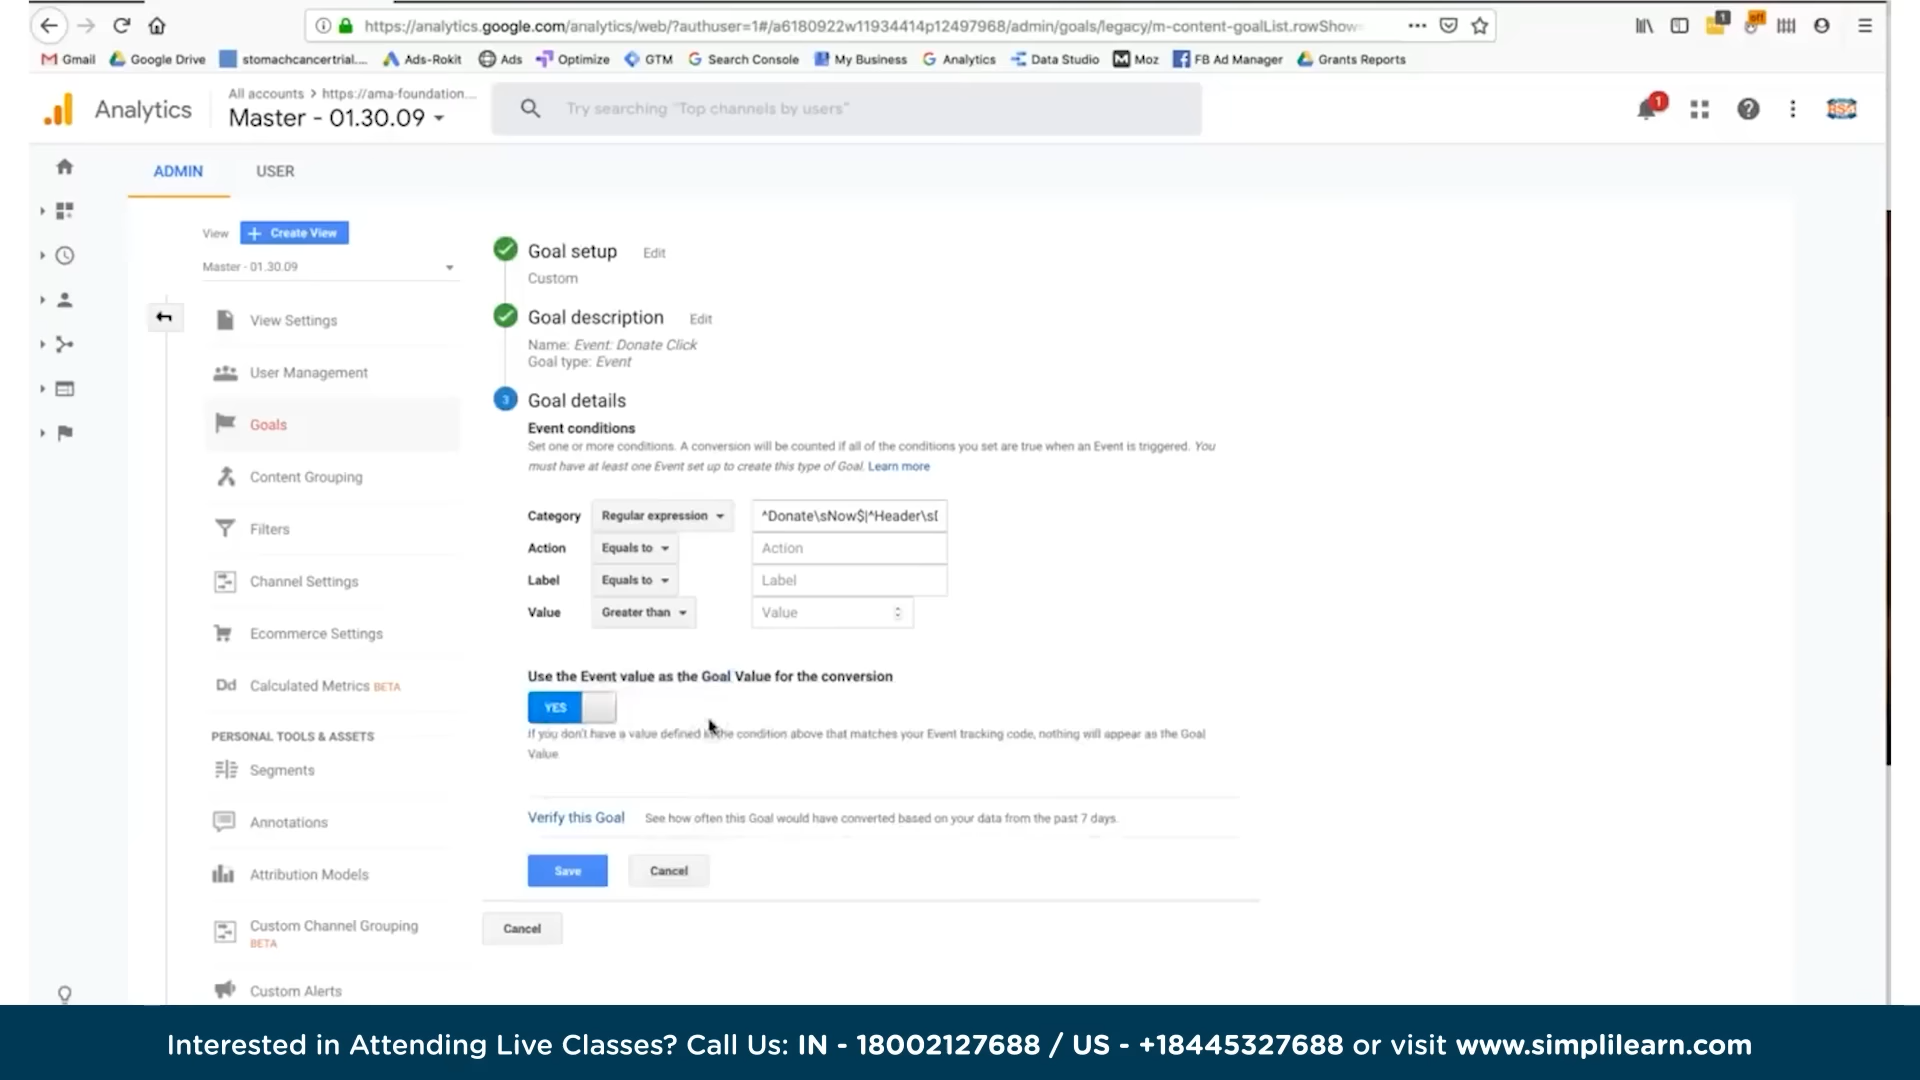 https://analytics.google.com/analytics/web/?authuser=1#/a6180922w11934414p12497968/admin/goals/legacy/m-content-goalList.rowShow
1
off
Gmail Google Drive stomachcancertrial.... Ads-Rokit Ads Optimize GTM Search Console My Business Analytics Data Studio Moz FB Ad Manager Grants Reports
Analytics
All accounts > https://ama-foundation...
Master - 01.30.09
Try searching "Top channels by users"
1
ADMIN USER
View + Create View
Master - 01.30.09
View Settings
User Management
Goals
Content Grouping
Filters
Channel Settings
Ecommerce Settings
Dd Calculated Metrics BETA
PERSONAL TOOLS & ASSETS
Segments
Annotations
Attribution Models
Custom Channel Grouping
BETA
Custom Alerts
Goal setup Edit
Custom
Goal description Edit
Name: Event: Donate Click
Goal type: Event
3 Goal details
Event conditions
Set one or more conditions. A conversion will be counted if all of the conditions you set are true when an Event is triggered. You
must have at least one Event set up to create this type of Goal. Learn more
Category Regular expression ^Donate\sNow$|^Header\s[
Action Equals to Action
Label Equals to Label
Value Greater than Value
Use the Event value as the Goal Value for the conversion
YES
If you don't have a value defined in the condition above that matches your Event tracking code, nothing will appear as the Goal
Value
Verify this Goal See how often this Goal would have converted based on your data from the past 7 days.
Save Cancel
Cancel
Interested in Attending Live Classes? Call Us: IN - 18002127688 / US - +18445327688 or visit www.simplilearn.com